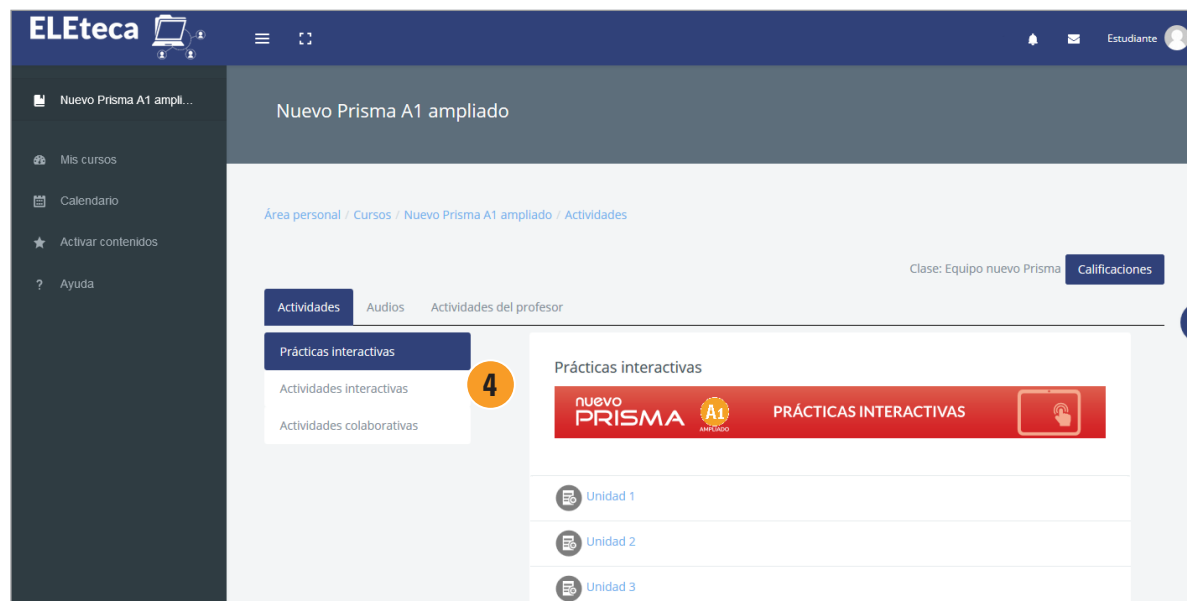 ELEteca
Estudiante
Nuevo Prisma A1 ampli...
Nuevo Prisma A1 ampliado
Mis cursos
Calendario
Activar contenidos
? Ayuda
Área personal / Cursos / Nuevo Prisma A1 ampliado / Actividades
Clase: Equipo nuevo Prisma Calificaciones
Actividades Audios Actividades del profesor
Prácticas interactivas
Actividades interactivas
Actividades colaborativas
4
Prácticas interactivas
nuevo
PRISMA A1 PRÁCTICAS INTERACTIVAS
AMPLIADO
Unidad 1
Unidad 2
Unidad 3